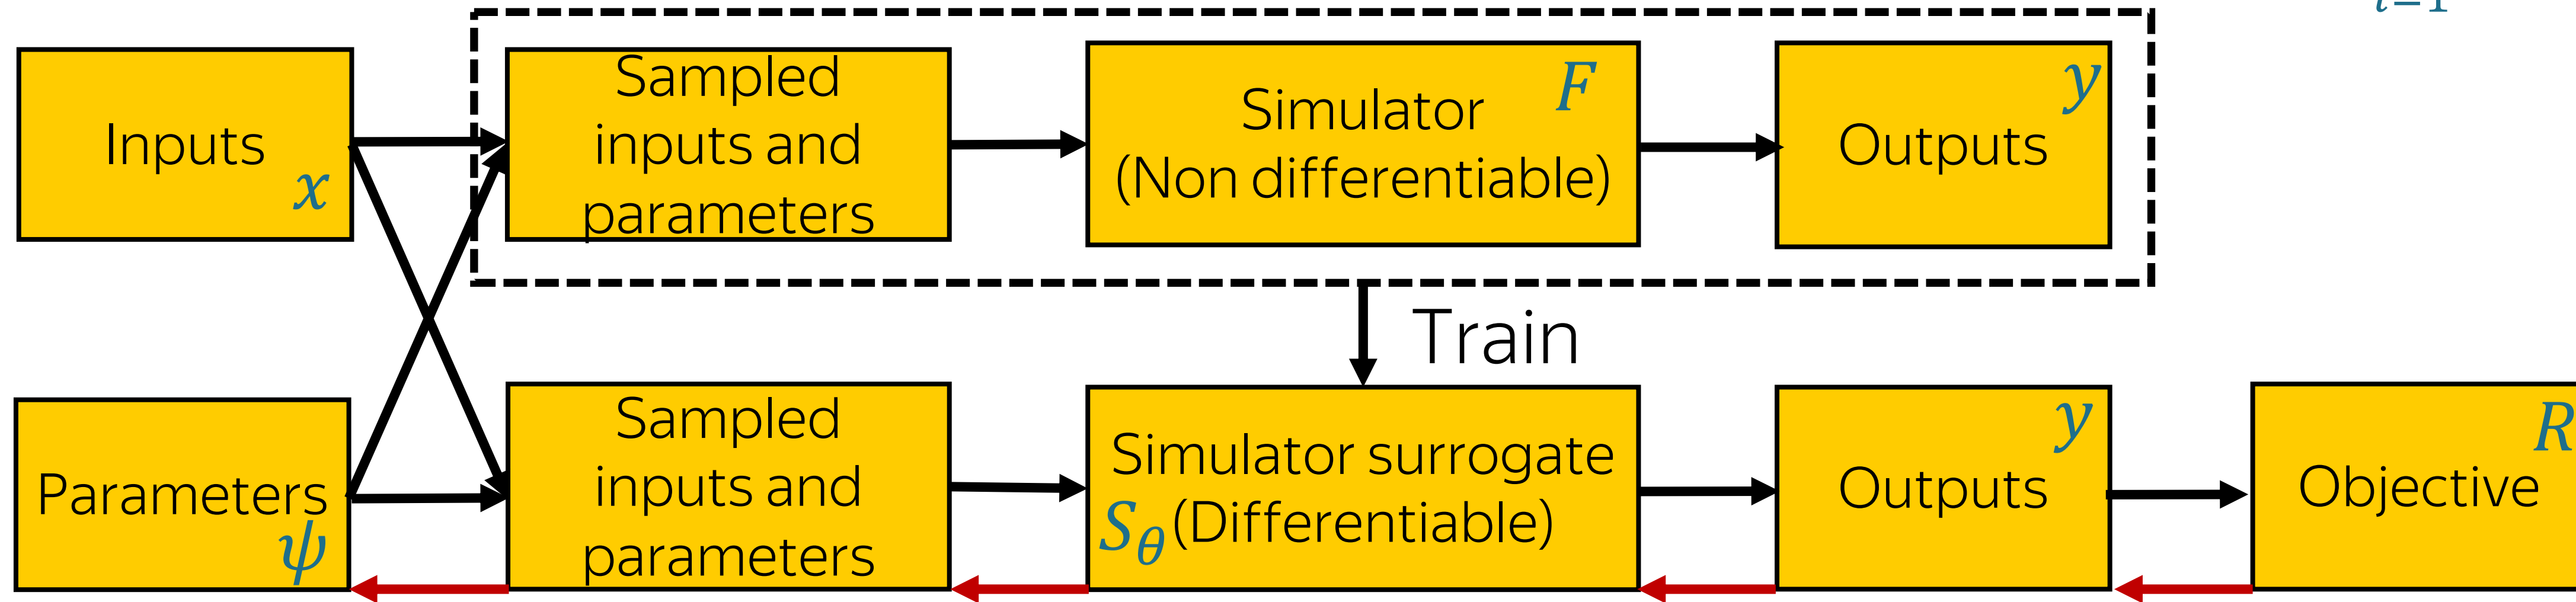 i=1
Inputs
x
Sampled
inputs and
parameters
Simulator
(Non differentiable)
F
Outputs
y
Train
Parameters
ψ
Sampled
inputs and
parameters
Simulator surrogate
S_θ (Differentiable)
Outputs
y
Objective
R